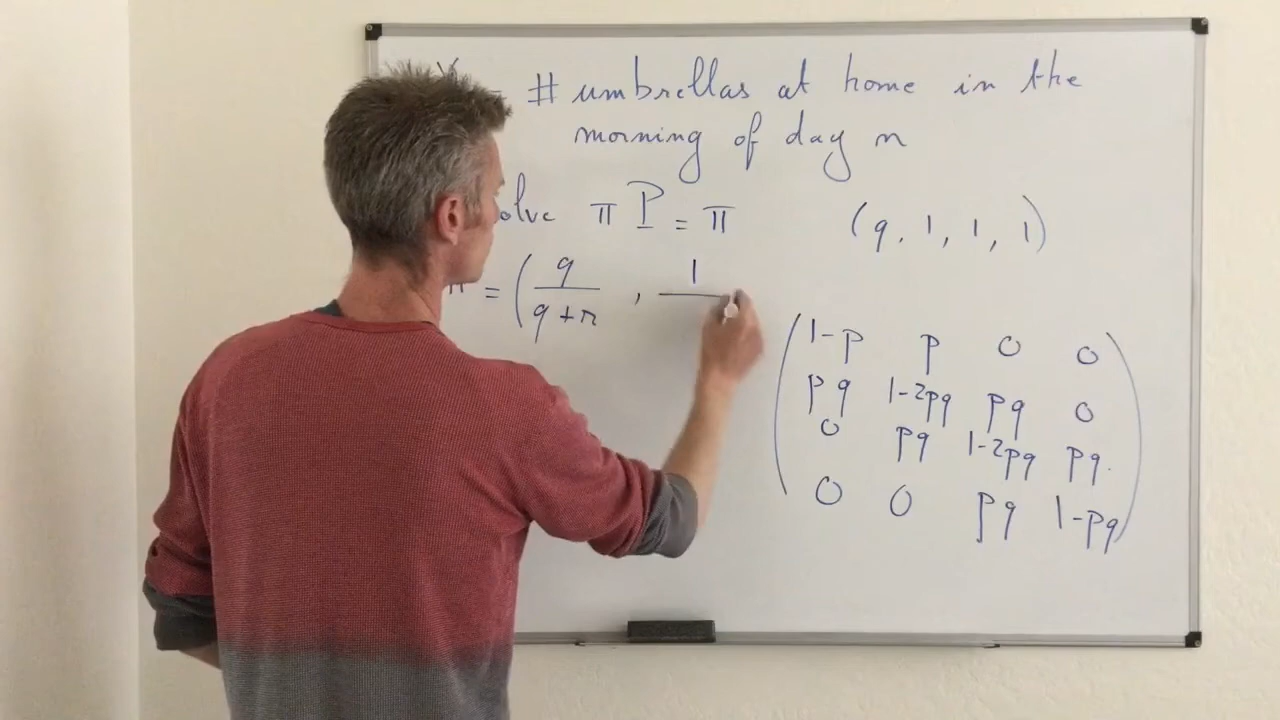 # umbrellas at home in the
morning of day n
olve π P = π (q, 1, 1, 1)
= ( q/(q+n) , 1
( 1-p p 0 0
pq 1-2pq pq 0
0 pq 1-2pq pq
0 0 pq 1-pq )